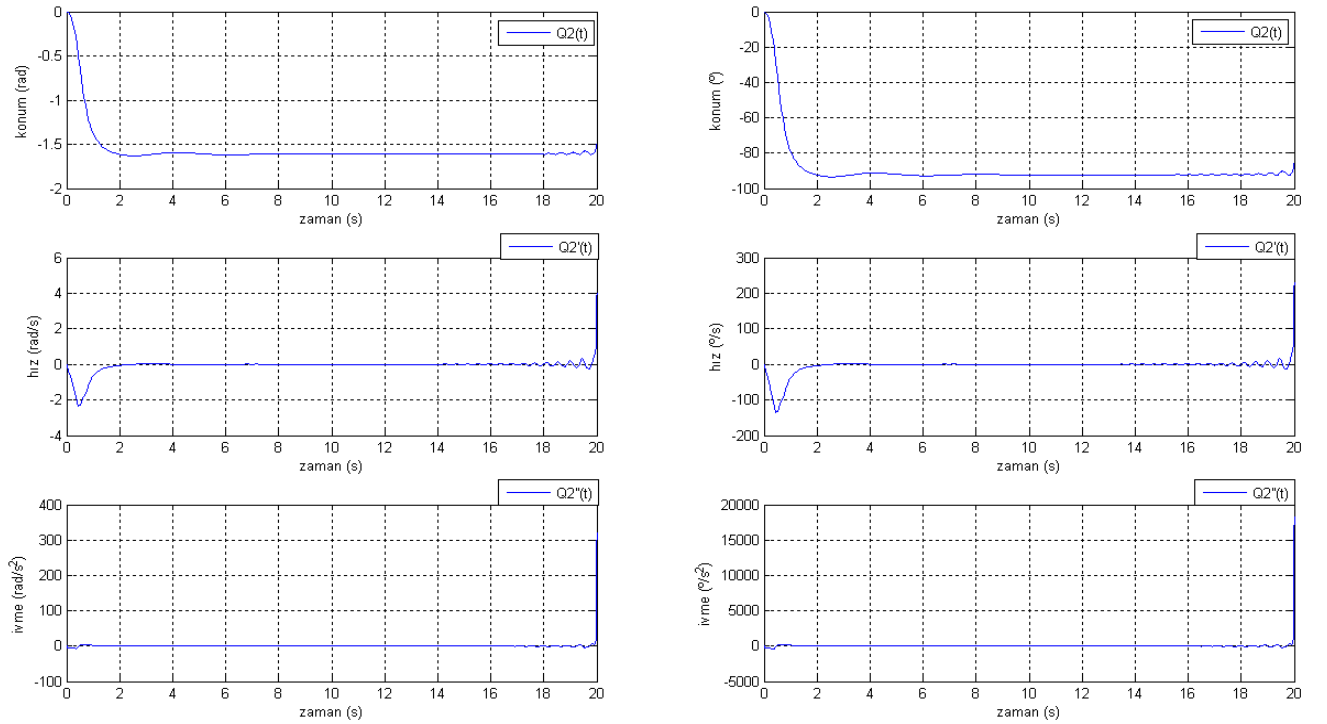 Q2(t)
konum (rad)
0
-0.5
-1
-1.5
-2
0 2 4 6 8 10 12 14 16 18 20
zaman (s)
Q2(t)
konum (º)
0
-20
-40
-60
-80
-100
0 2 4 6 8 10 12 14 16 18 20
zaman (s)
Q2'(t)
hız (rad/s)
6
4
2
0
-2
-4
0 2 4 6 8 10 12 14 16 18 20
zaman (s)
Q2'(t)
hız (º/s)
300
200
100
0
-100
-200
0 2 4 6 8 10 12 14 16 18 20
zaman (s)
Q2''(t)
ivme (rad/s²)
400
300
200
100
0
-100
0 2 4 6 8 10 12 14 16 18 20
zaman (s)
Q2''(t)
ivme (º/s²)
20000
15000
10000
5000
0
-5000
0 2 4 6 8 10 12 14 16 18 20
zaman (s)